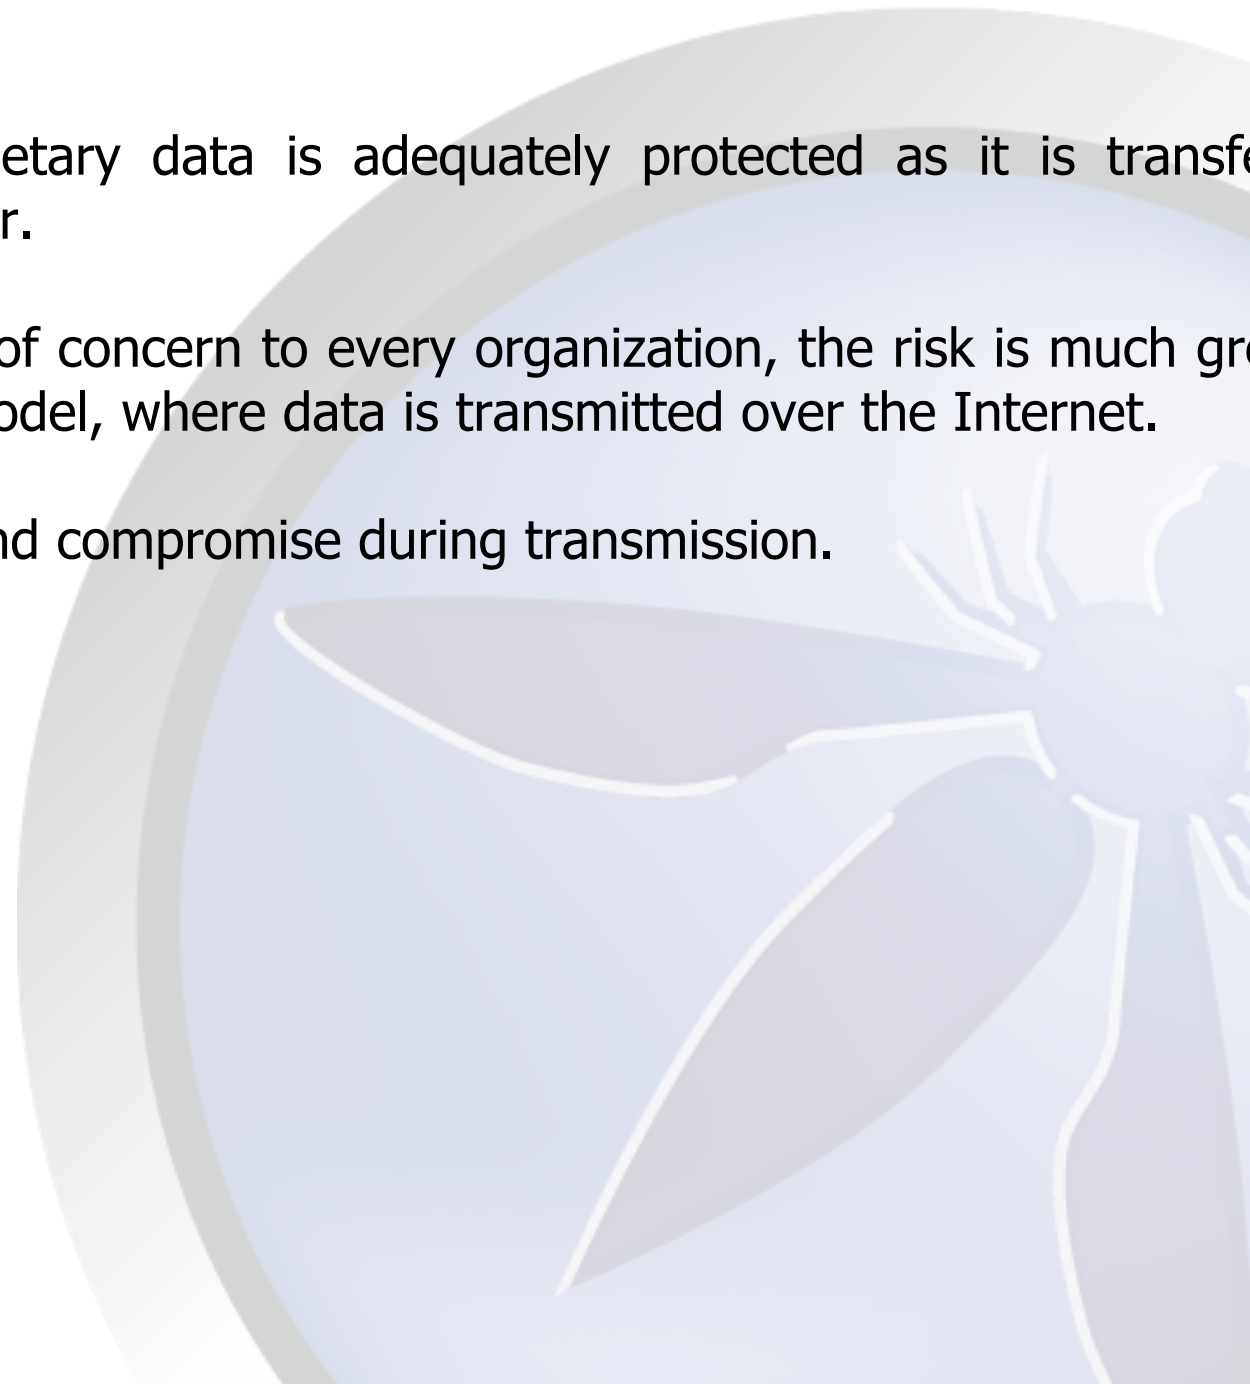 etary data is adequately protected as it is transfe
r.
of concern to every organization, the risk is much gre
odel, where data is transmitted over the Internet.
nd compromise during transmission.